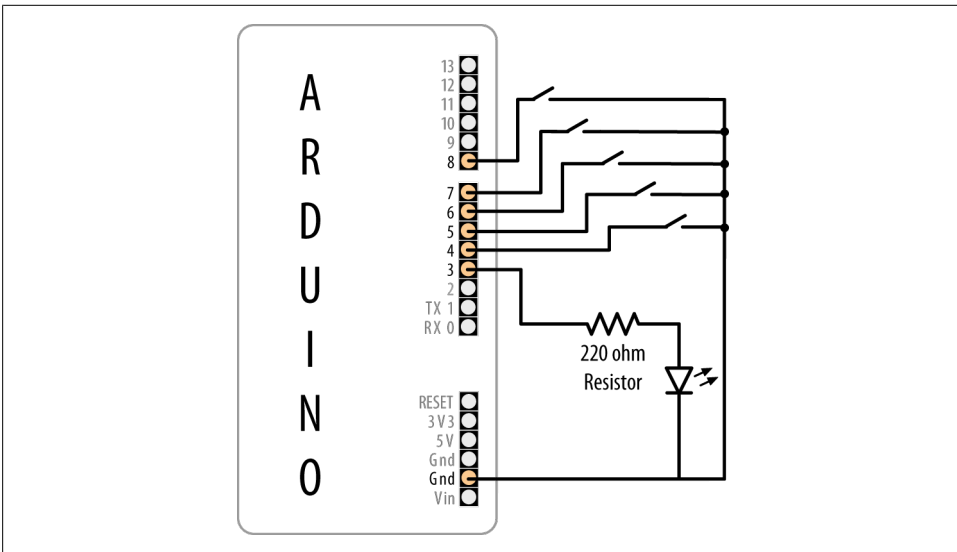 ARDUINO
13
12
11
10
9
8
7
6
5
4
3
2
TX 1
RX 0
220 ohm
Resistor
RESET
3V3
5V
Gnd
Gnd
Vin